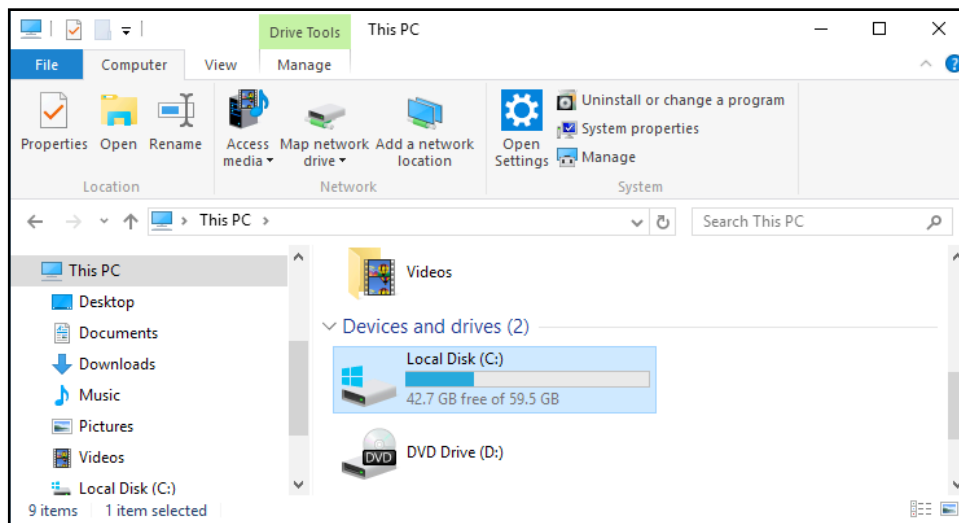 Drive Tools This PC
File Computer View Manage
Properties Open Rename
Access media
Map network drive
Add a network location
Open Settings
Uninstall or change a program
System properties
Manage
Location Network System
This PC
Search This PC
This PC
Desktop
Documents
Downloads
Music
Pictures
Videos
Local Disk (C:)
Videos
Devices and drives (2)
Local Disk (C:)
42.7 GB free of 59.5 GB
DVD
DVD Drive (D:)
9 items 1 item selected